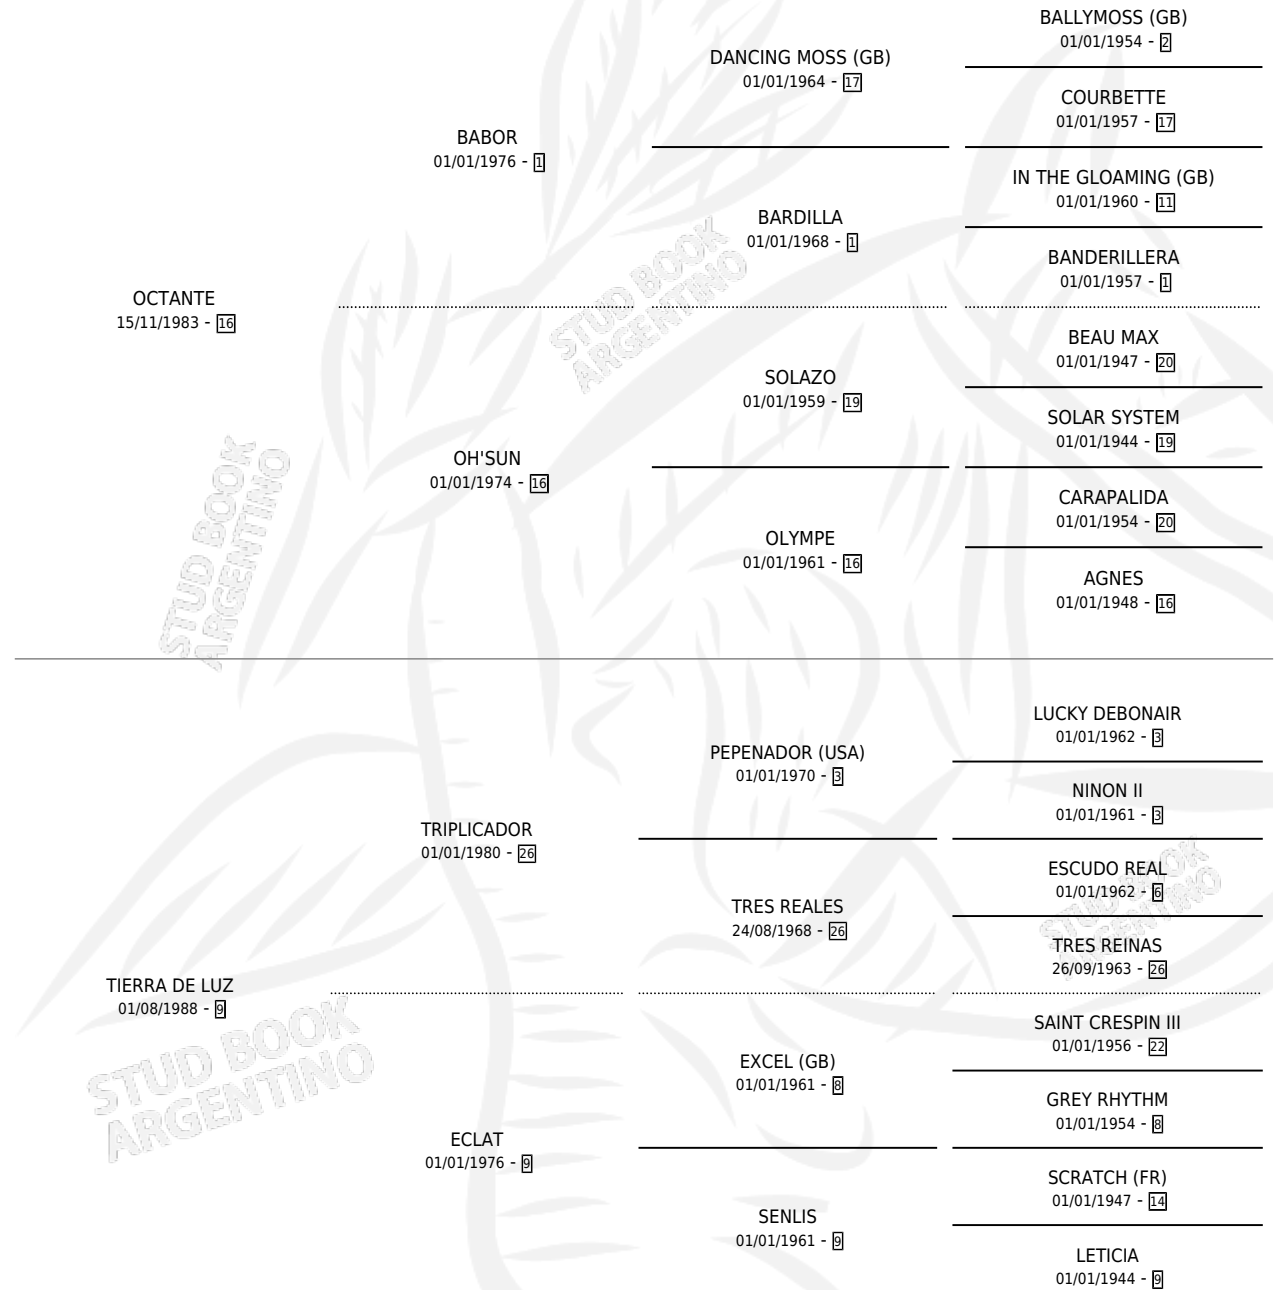 BALLYMOSS (GB)
01/01/1954 - 2
DANCING MOSS (GB)
01/01/1964 - 17
COURBETTE
01/01/1957 - 17
BABOR
01/01/1976 - 1
IN THE GLOAMING (GB)
01/01/1960 - 11
BARDILLA
01/01/1968 - 1
BANDERILLERA
01/01/1957 - 1
OCTANTE
15/11/1983 - 16
STUD BOOK
ARGENTINO
BEAU MAX
01/01/1947 - 20
SOLAZO
01/01/1959 - 19
SOLAR SYSTEM
01/01/1944 - 19
OH'SUN
01/01/1974 - 16
CARAPALIDA
01/01/1954 - 20
OLYMPE
01/01/1961 - 16
AGNES
01/01/1948 - 16
STUD BOOK
ARGENTINO
LUCKY DEBONAIR
01/01/1962 - 3
PEPENADOR (USA)
01/01/1970 - 3
NINON II
01/01/1961 - 3
TRIPLICADOR
01/01/1980 - 26
ESCUDO REAL
01/01/1962 - 6
TRES REALES
24/08/1968 - 26
TRES REINAS
26/09/1963 - 26
STUD BOOK
ARGENTINO
TIERRA DE LUZ
01/08/1988 - 9
SAINT CRESPIN III
01/01/1956 - 22
EXCEL (GB)
01/01/1961 - 8
GREY RHYTHM
01/01/1954 - 8
ECLAT
01/01/1976 - 9
SCRATCH (FR)
01/01/1947 - 14
SENLIS
01/01/1961 - 9
LETICIA
01/01/1944 - 9
STUD BOOK
ARGENTINO